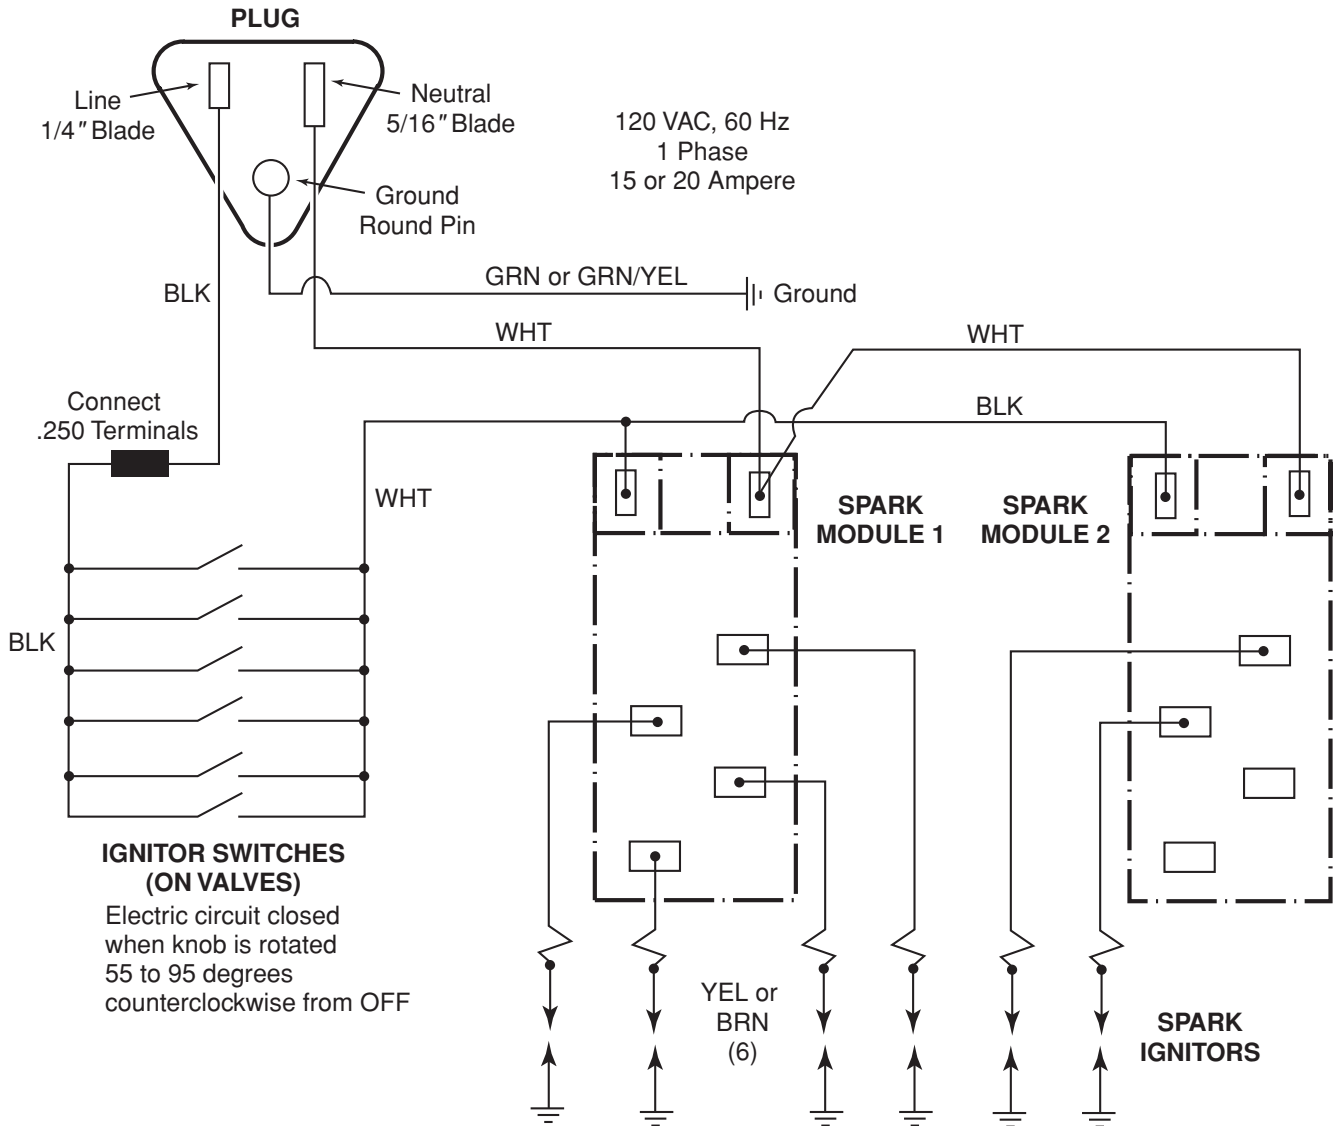 PLUG
Line
1/4" Blade
Neutral
5/16" Blade
120 VAC, 60 Hz
1 Phase
15 or 20 Ampere
Ground
Round Pin
BLK
GRN or GRN/YEL
Ground
WHT
WHT
Connect
.250 Terminals
BLK
WHT
SPARK
MODULE 1
SPARK
MODULE 2
BLK
IGNITOR SWITCHES
(ON VALVES)
Electric circuit closed
when knob is rotated
55 to 95 degrees
counterclockwise from OFF
YEL or
BRN
(6)
SPARK
IGNITORS